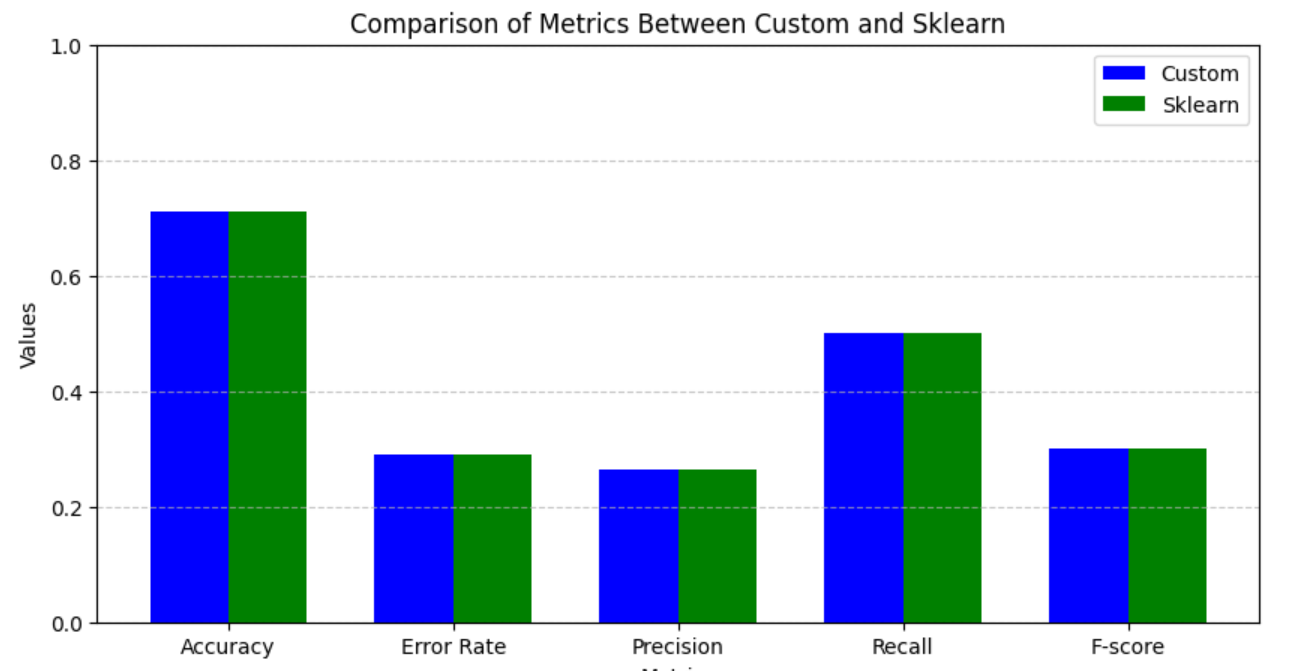 Comparison of Metrics Between Custom and Sklearn
1.0
Custom
Sklearn
0.8
0.6
Values
0.4
0.2
0.0
Accuracy Error Rate Precision Recall F-score